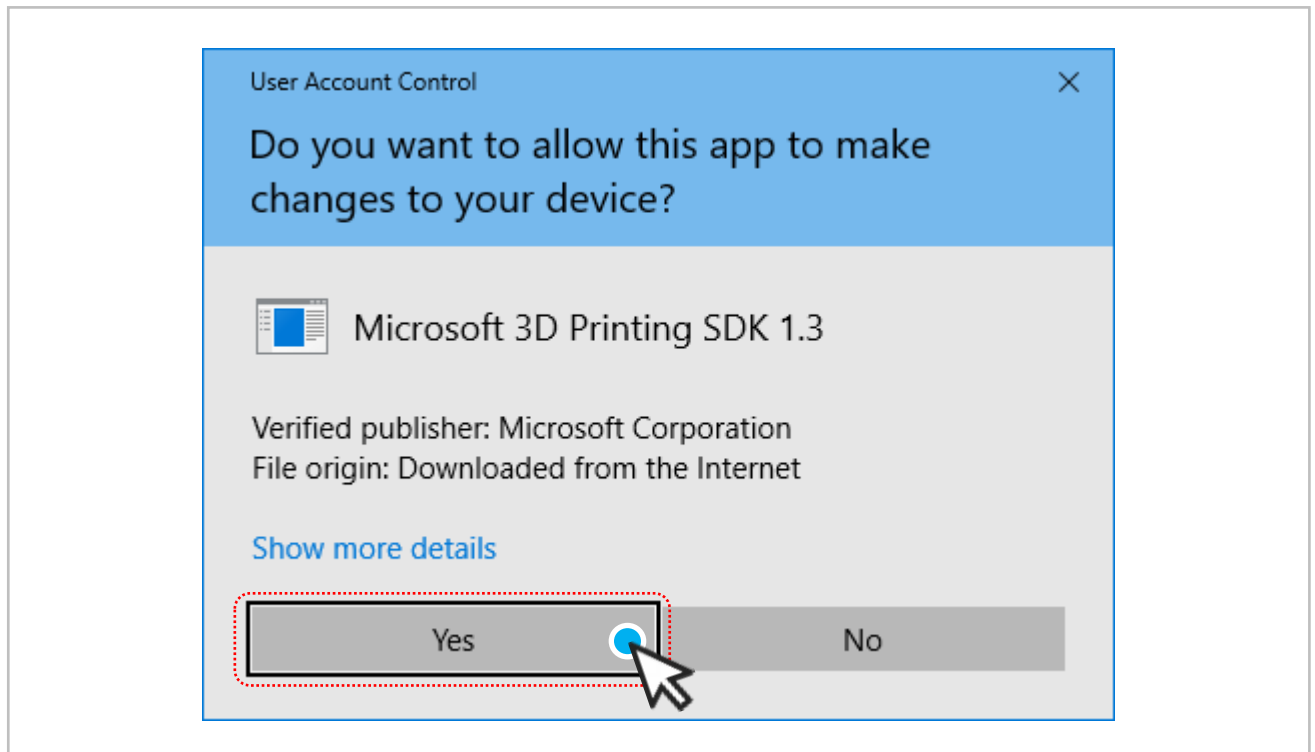 User Account Control
Do you want to allow this app to make
changes to your device?
Microsoft 3D Printing SDK 1.3
Verified publisher: Microsoft Corporation
File origin: Downloaded from the Internet
Show more details
Yes
No